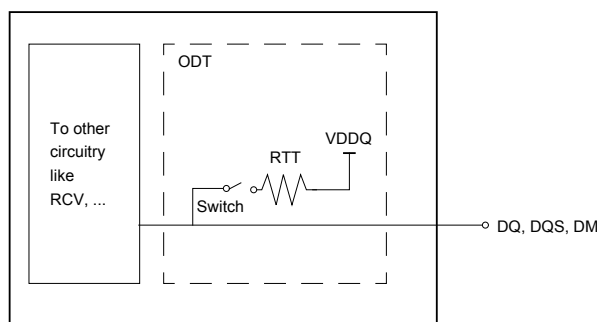 ODT
To other
circuitry
like
RCV, ...
VDDQ
RTT
Switch
DQ, DQS, DM